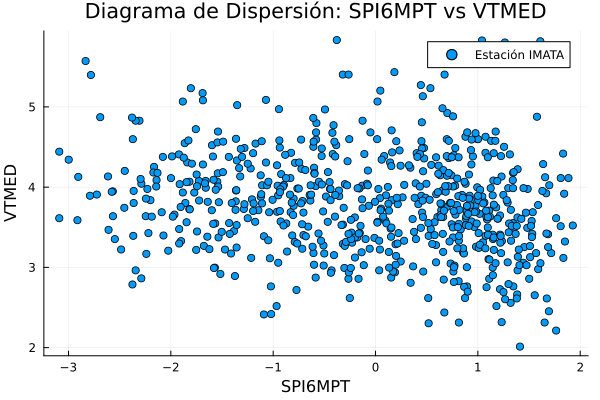 Diagrama de Dispersión: SPI6MPT vs VTMED
Estación IMATA
VTMED
5
4
3
2
−3
−2
−1
0
1
2
SPI6MPT